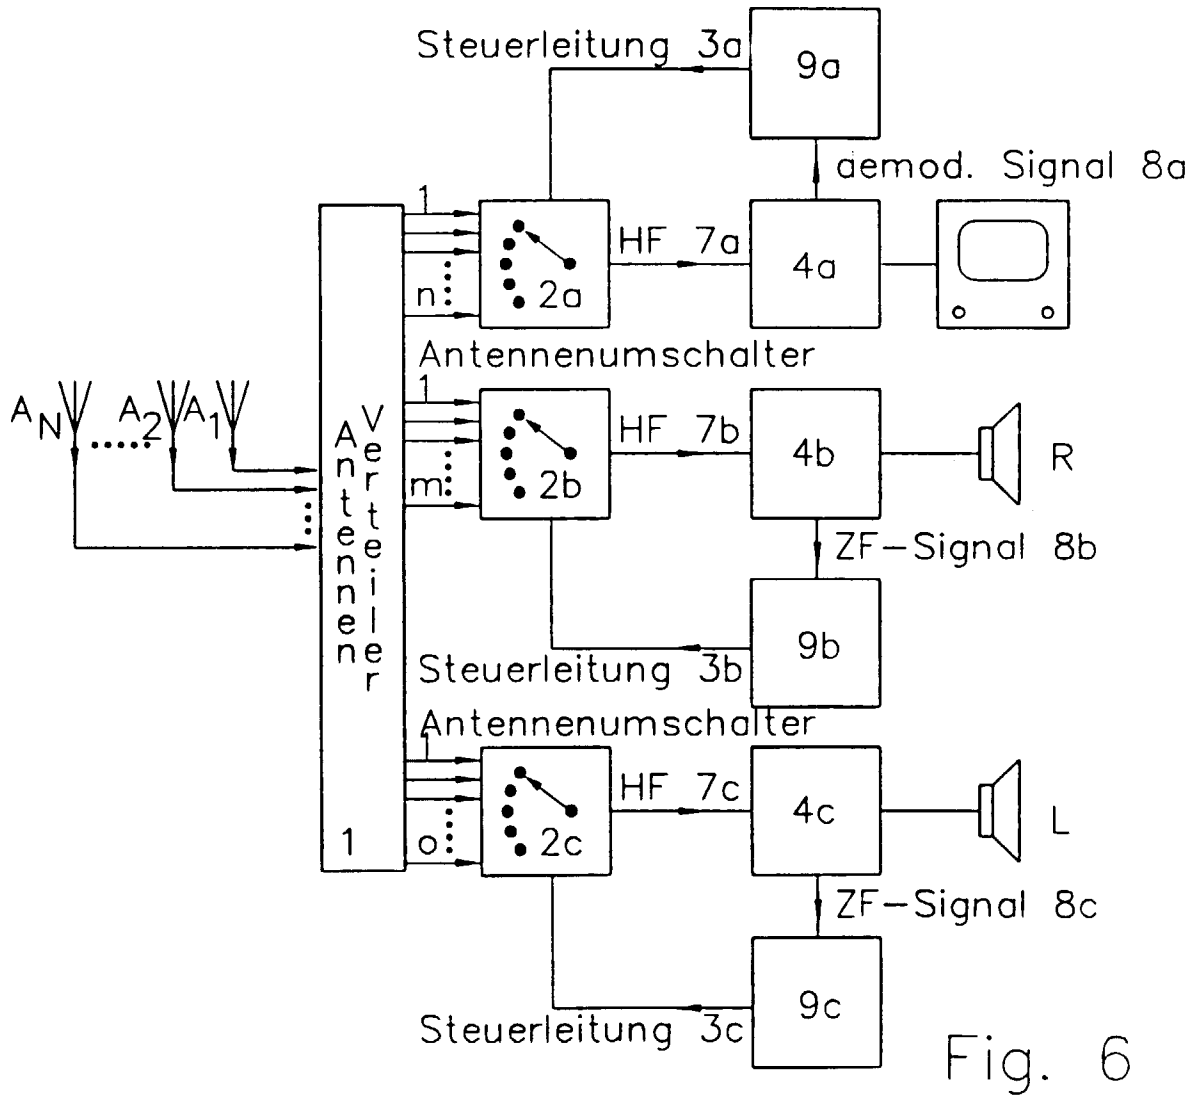 Steuerleitung 3a
9a
demod. Signal 8a
1
HF 7a
4a
n
2a
Antennenumschalter
1
A_N
A_2
A_1
Antennen
Verteiler
HF 7b
4b
R
m
2b
ZF-Signal 8b
9b
Steuerleitung 3b
Antennenumschalter
1
HF 7c
4c
L
1
o
2c
ZF-Signal 8c
9c
Steuerleitung 3c
Fig. 6